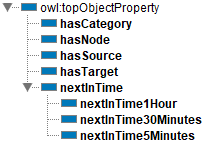 owl:topObjectProperty
hasCategory
hasNode
hasSource
hasTarget
nextInTime
nextInTime1Hour
nextInTime30Minutes
nextInTime5Minutes